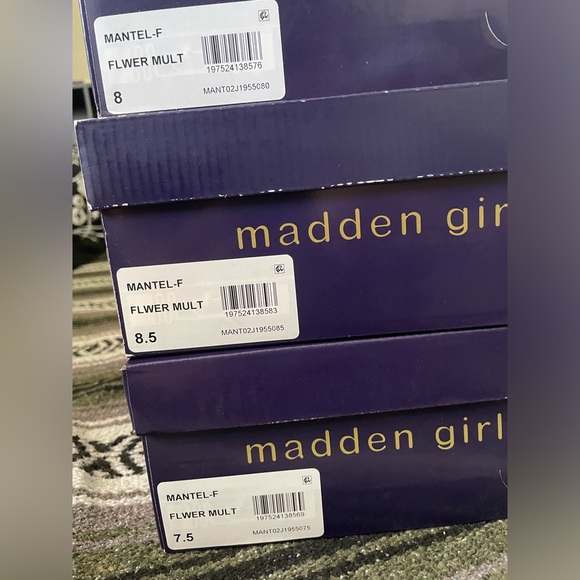 MANTEL-F
FLWER MULT
197524138576
8
MANT02J1955080
madden gir
MANTEL-F
FLWER MULT
197524138583
8.5
MANT02J1955085
madden girl
MANTEL-F
FLWER MULT
197524138569
7.5
MANT02J1955075